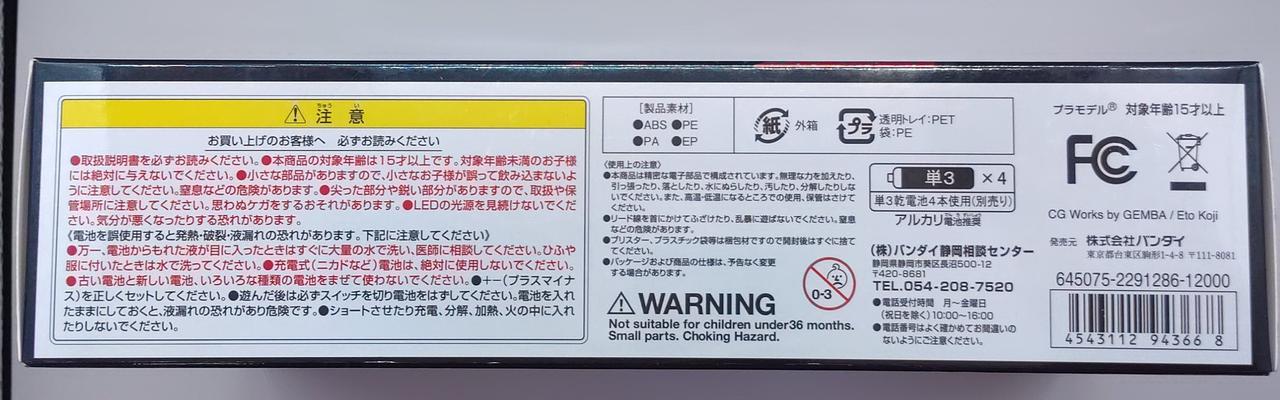 注意
お買い上げのお客様へ 必ずお読みください
●取扱説明書を必ずお読みください。●本商品の対象年齢は15才以上です。対象年齢未満のお子様
には絶対に与えないでください。●小さな部品がありますので、小さなお子様が誤って飲み込まないよ
うに注意してください。窒息などの危険があります。●尖った部分や鋭い部分がありますので、取扱や保
管場所に注意してください。思わぬケガをするおそれがあります。●LEDの光源を見続けないでくださ
い。気分が悪くなったりする恐れがあります。
《電池を誤使用すると発熱・破裂・液漏れの恐れがあります。下記に注意してください》
●万一、電池からもれた液が目に入ったときはすぐに大量の水で洗い、医師に相談してください。ひふや
服に付いたときは水で洗ってください。●充電式(ニカドなど)電池は、絶対に使用しないでください。
●古い電池と新しい電池、いろいろな種類の電池をまぜて使わないでください。●+−(プラスマイナ
ス)を正しくセットしてください。●遊んだ後は必ずスイッチを切り電池をはずしてください。電池を入れ
たままにしておくと、液漏れの恐れがあり危険です。●ショートさせたり充電、分解、加熱、火の中に入れ
たりしないでください。
[製品素材]
●ABS ●PE
●PA ●EP
紙 外箱
プラ 透明トレイ:PET
袋:PE
〈使用上の注意〉
●本商品は精密な電子部品で構成されています。無理な力を加えたり、
引っ張ったり、落としたり、水にぬらしたり、汚したり、分解したりしな
いでください。また、高温・低温になるところでの使用、保管はさけて
ください。
●リード線を首にかけてふざけたり、乱暴に遊ばないでください。窒息
などの危険があります。
●ブリスター、プラスチック袋等は梱包材ですので開封後はすぐに捨て
てください。
●パッケージおよび商品の仕様は、予告なく変更
する場合があります。
0-3
WARNING
Not suitable for children under36 months.
Small parts. Choking Hazard.
単3 ×4
単3乾電池4本使用(別売り)
アルカリ電池推奨
(株)バンダイ静岡相談センター
静岡県静岡市葵区長沼500-12
〒420-8681
TEL.054-208-7520
●電話受付時間 月〜金曜日
(祝日を除く)10:00〜16:00
●電話番号はよく確かめてお間違いの
ないようにご注意ください。
プラモデル® 対象年齢15才以上
FC
CG Works by GEMBA / Eto Koji
発売元 株式会社バンダイ
東京都台東区駒形1-4-8 〒111-8081
645075-2291286-12000
4543112 94366 8